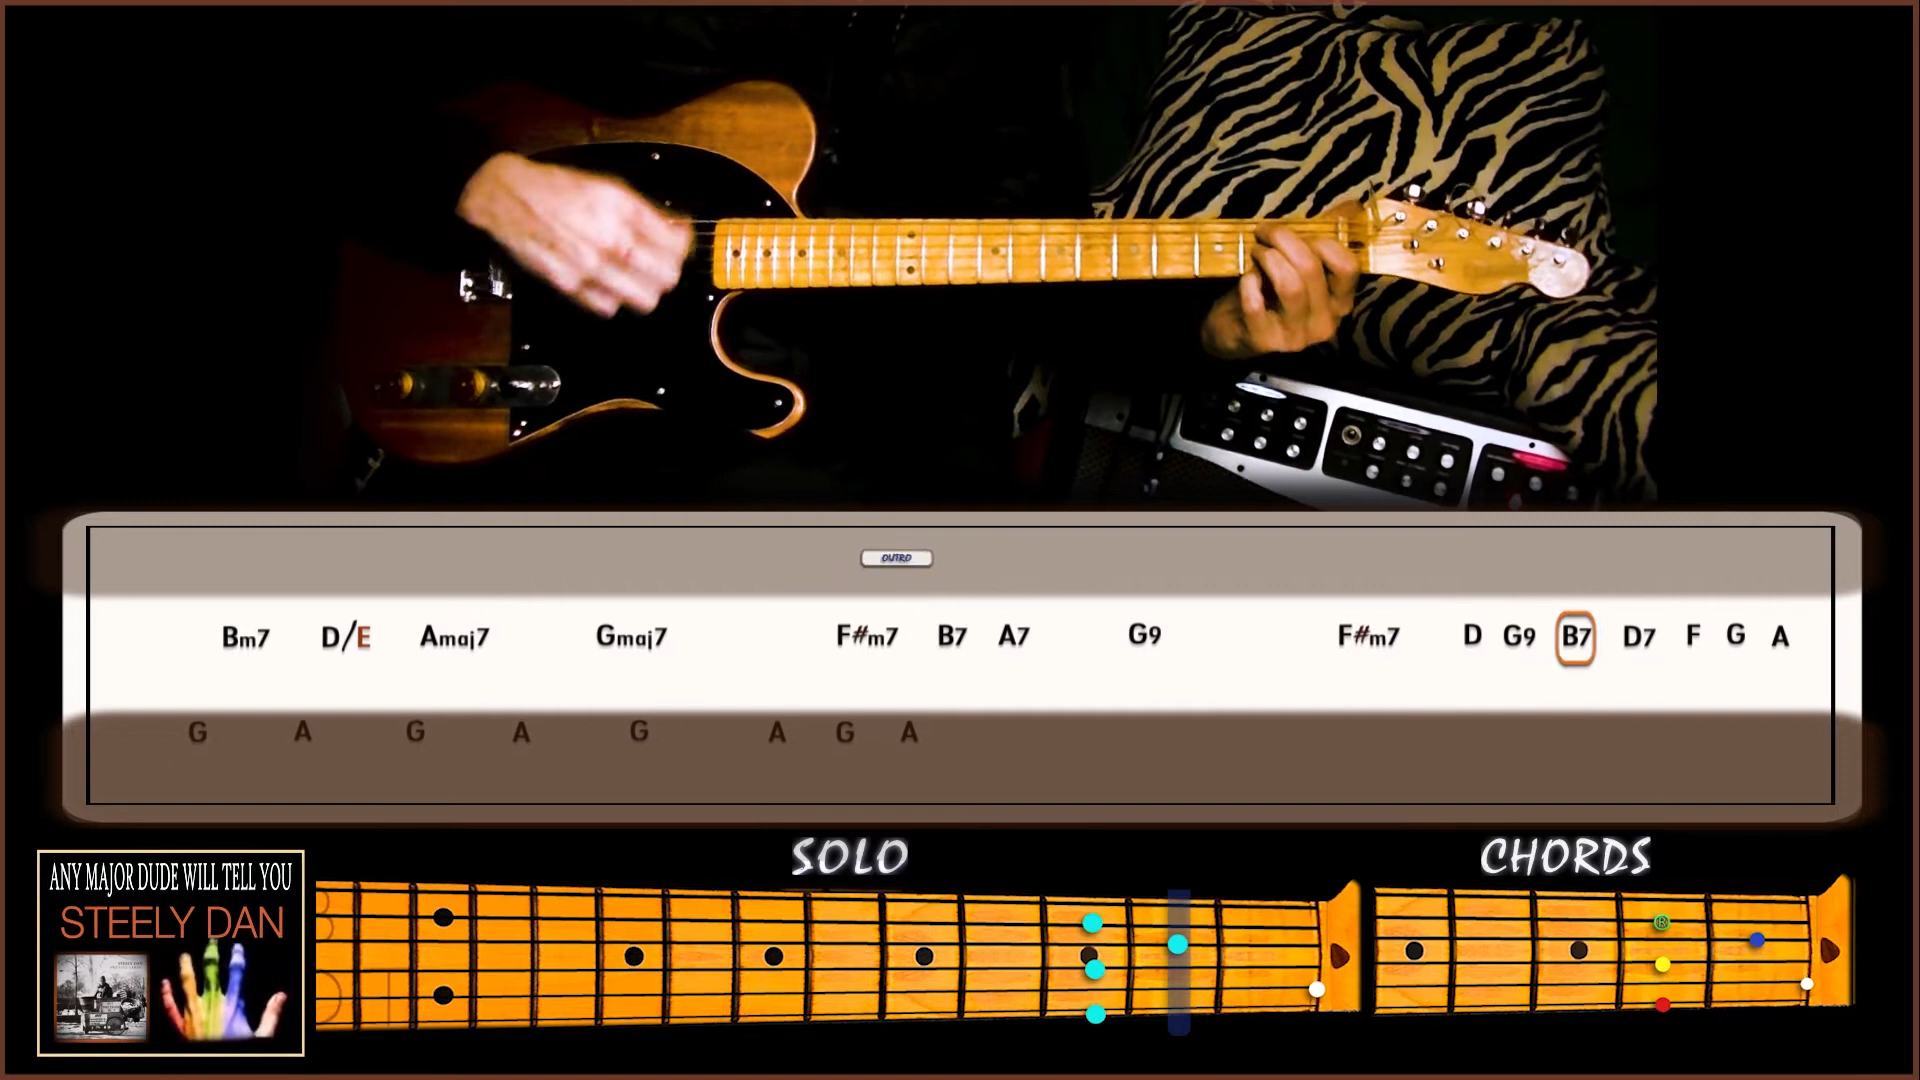 OUTRO
Bm7 D/E Amaj7 Gmaj7 F#m7 B7 A7 G9 F#m7 D G9 B7 D7 F G A
G A G A G A G A
SOLO
CHORDS
ANY MAJOR DUDE WILL TELL YOU
STEELY DAN
R